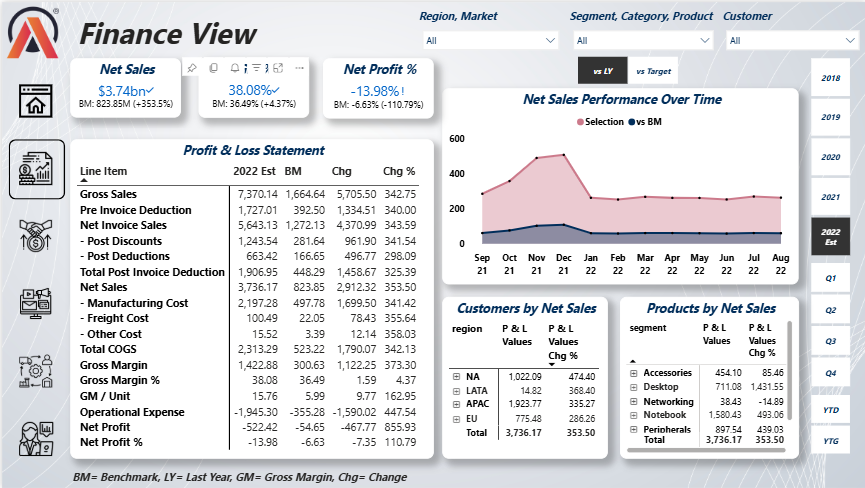 Finance View
Region, Market
Segment, Category, Product
Customer
All
All
All
Net Sales
$3.74bn
BM: 823.85M (+353.5%)
38.08%
BM: 36.49% (+4.37%)
Net Profit %
-13.98% !
BM: -6.63% (-110.79%)
vs LY
vs Target
Profit & Loss Statement
Line Item 2022 Est BM Chg Chg %
Gross Sales 7,370.14 1,664.64 5,705.50 342.75
Pre Invoice Deduction 1,727.01 392.50 1,334.51 340.00
Net Invoice Sales 5,643.13 1,272.13 4,370.99 343.59
- Post Discounts 1,243.54 281.64 961.90 341.54
- Post Deductions 663.42 166.65 496.77 298.09
Total Post Invoice Deduction 1,906.95 448.29 1,458.67 325.39
Net Sales 3,736.17 823.85 2,912.32 353.50
- Manufacturing Cost 2,197.28 497.78 1,699.50 341.42
- Freight Cost 100.49 22.05 78.43 355.64
- Other Cost 15.52 3.39 12.14 358.03
Total COGS 2,313.29 523.22 1,790.07 342.13
Gross Margin 1,422.88 300.63 1,122.25 373.30
Gross Margin % 38.08 36.49 1.59 4.37
GM / Unit 15.76 5.99 9.77 162.95
Operational Expense -1,945.30 -355.28 -1,590.02 447.54
Net Profit -522.42 -54.65 -467.77 855.93
Net Profit % -13.98 -6.63 -7.35 110.79
Net Sales Performance Over Time
Selection vs BM
600
400
200
0
Sep Oct Nov Dec Jan Feb Mar Apr May Jun Jul Aug
21 21 21 21 22 22 22 22 22 22 22 22
Customers by Net Sales
region P & L P & L
Values Values
Chg %
NA 1,022.09 474.40
LATA 14.82 368.40
APAC 1,923.77 335.27
EU 775.48 286.26
Total 3,736.17 353.50
Products by Net Sales
segment P & L P & L
Values Values
Chg %
Accessories 454.10 85.46
Desktop 711.08 1,431.55
Networking 38.43 -14.89
Notebook 1,580.43 493.06
Peripherals 897.54 439.03
Total 3,736.17 353.50
2018
2019
2020
2021
2022
Est
Q1
Q2
Q3
Q4
YTD
YTG
BM= Benchmark, LY= Last Year, GM= Gross Margin, Chg= Change